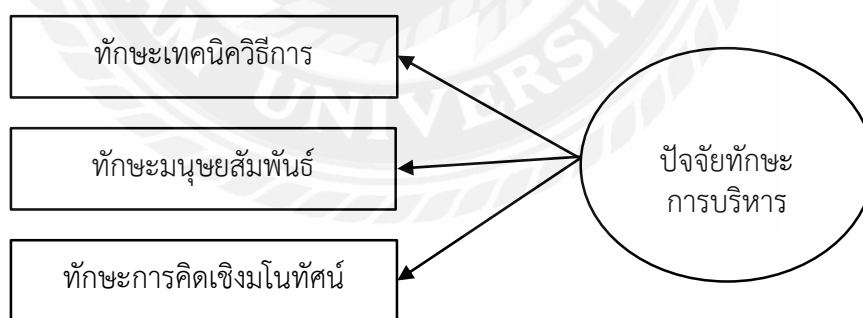 ทักษะเทคนิควิธีการ
ทักษะมนุษยสัมพันธ์
ทักษะการคิดเชิงมโนทัศน์
ปัจจัยทักษะ
การบริหาร
UNIVERSI